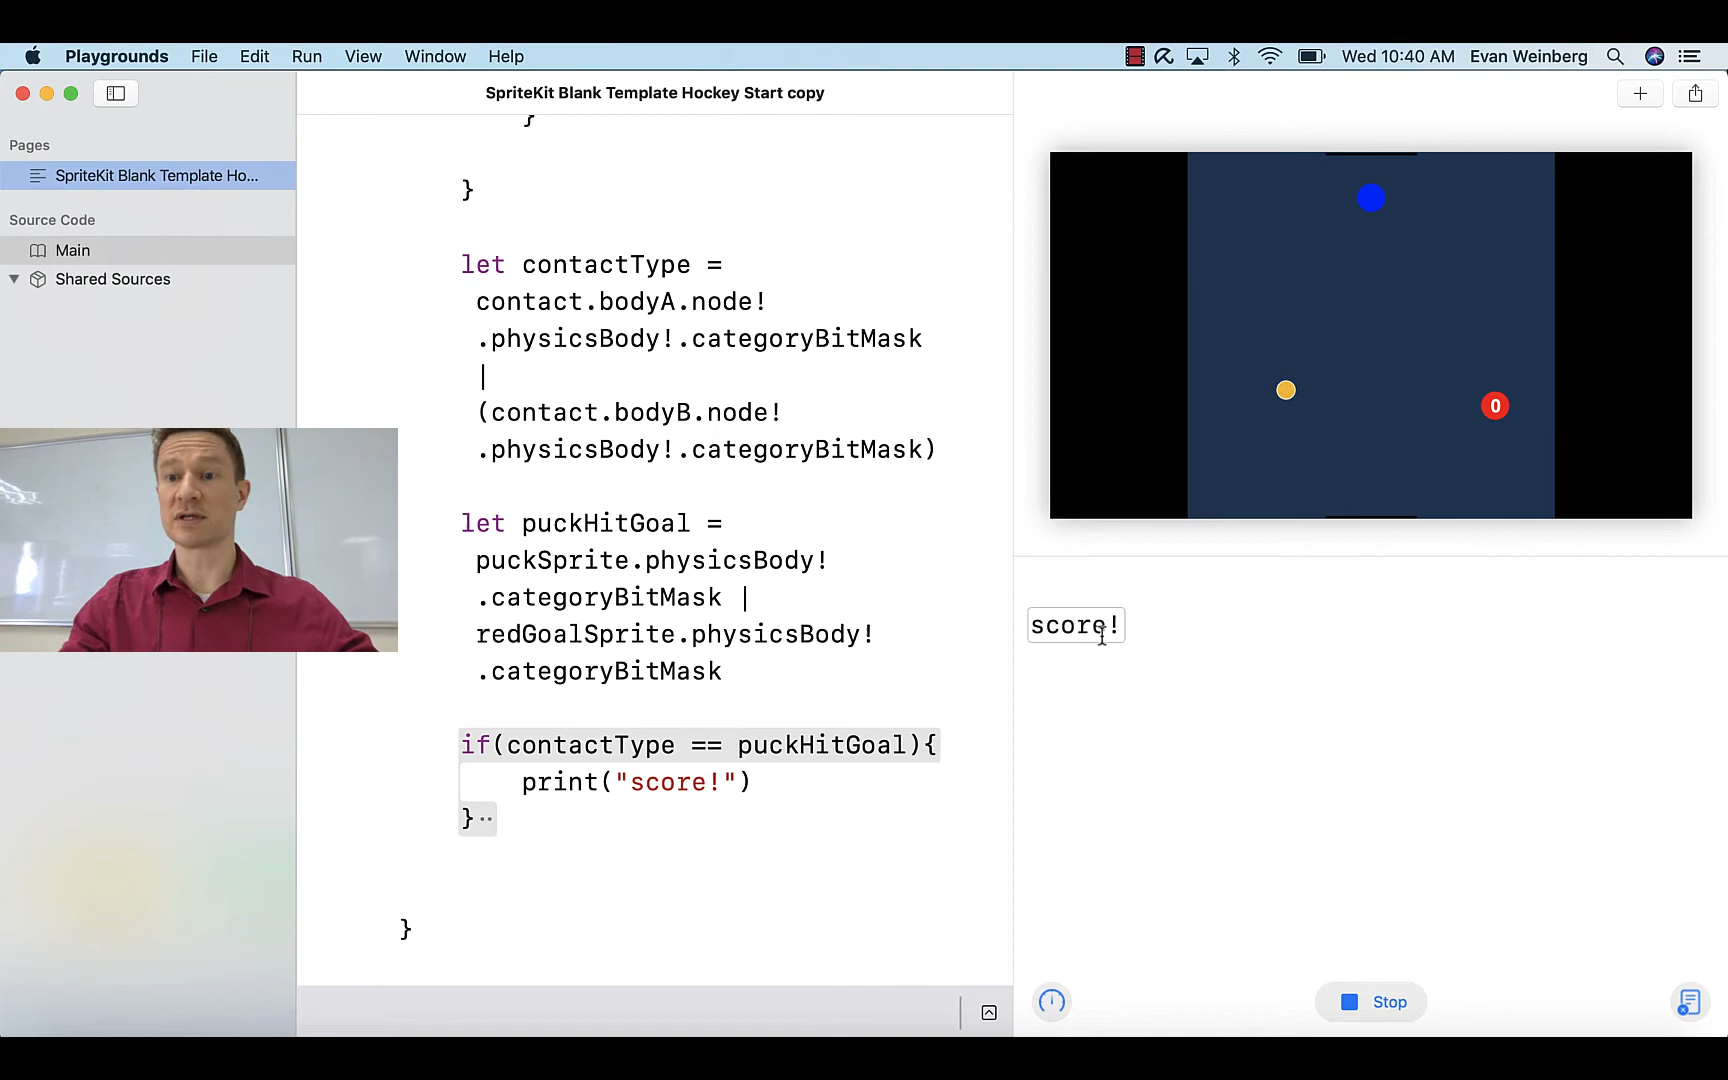 Playgrounds File Edit Run View Window Help Wed 10:40 AM Evan Weinberg
SpriteKit Blank Template Hockey Start copy
Pages
SpriteKit Blank Template Ho...
Source Code
Main
Shared Sources
}
}
let contactType =
contact.bodyA.node!
.physicsBody!.categoryBitMask
|
(contact.bodyB.node!
.physicsBody!.categoryBitMask)
let puckHitGoal =
puckSprite.physicsBody!
.categoryBitMask |
redGoalSprite.physicsBody!
.categoryBitMask
if(contactType == puckHitGoal){
print("score!")
}
}
0
score!
Stop